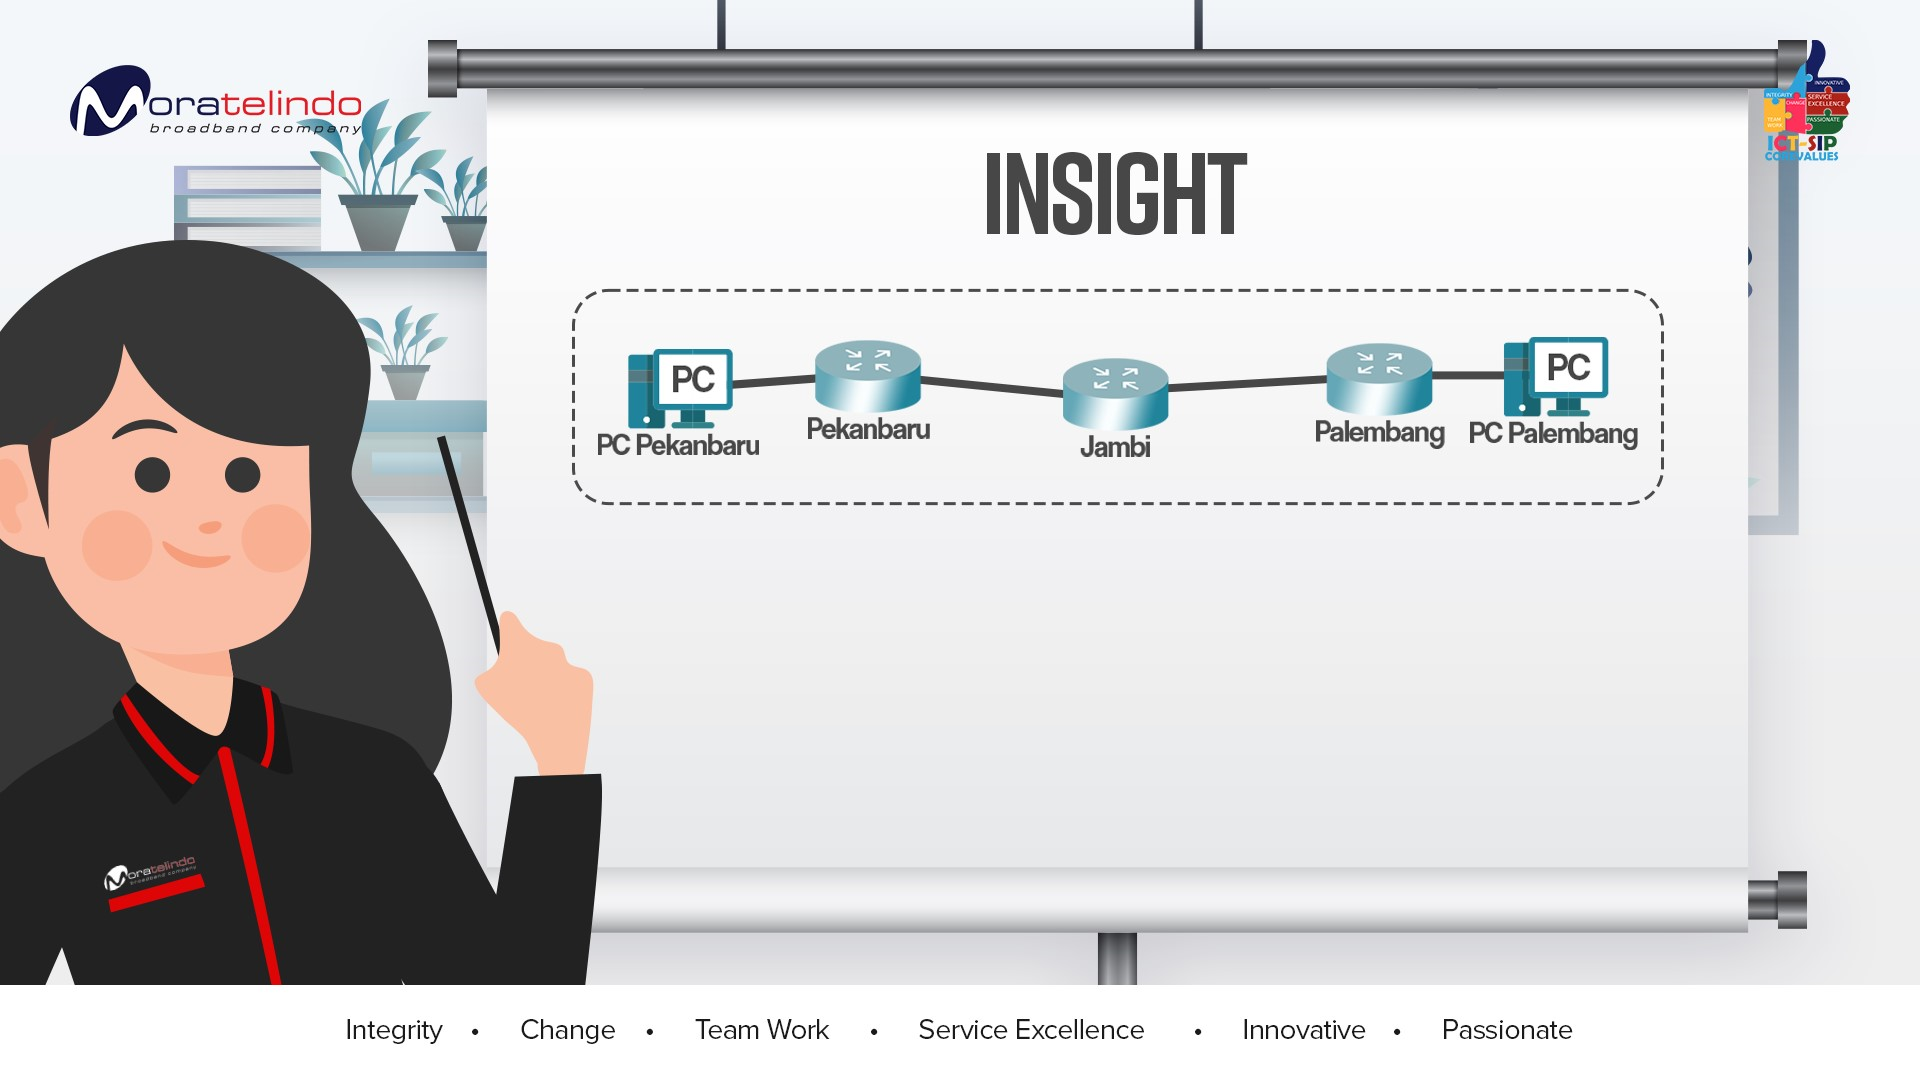 Moratelindo
broadband company
INNOVATIVE
INTEGRITY
SERVICE
EXCELLENCE
CHANGE
TEAM
WORK
PASSIONATE
ICT-SIP
CORE VALUES
INSIGHT
PC
PC
PC Pekanbaru
Pekanbaru
Jambi
Palembang
PC Palembang
Moratelindo
broadband company
Integrity • Change • Team Work • Service Excellence • Innovative • Passionate